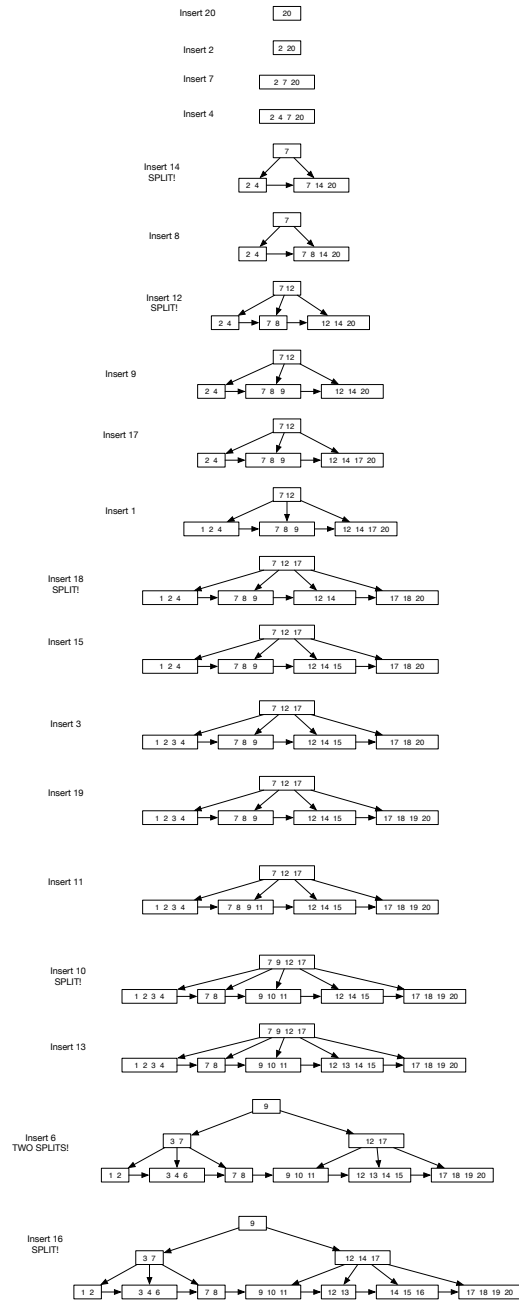 Insert 20
20
Insert 2
2 20
Insert 7
2 7 20
Insert 4
2 4 7 20
Insert 14
SPLIT!
7
2 4
7 14 20
Insert 8
7
2 4
7 8 14 20
Insert 12
SPLIT!
7 12
2 4
7 8
12 14 20
Insert 9
7 12
2 4
7 8 9
12 14 20
Insert 17
7 12
2 4
7 8 9
12 14 17 20
Insert 1
7 12
1 2 4
7 8 9
12 14 17 20
Insert 18
SPLIT!
7 12 17
1 2 4
7 8 9
12 14
17 18 20
Insert 15
7 12 17
1 2 4
7 8 9
12 14 15
17 18 20
Insert 3
7 12 17
1 2 3 4
7 8 9
12 14 15
17 18 20
Insert 19
7 12 17
1 2 3 4
7 8 9
12 14 15
17 18 19 20
Insert 11
7 12 17
1 2 3 4
7 8 9 11
12 14 15
17 18 19 20
Insert 10
SPLIT!
7 9 12 17
1 2 3 4
7 8
9 10 11
12 14 15
17 18 19 20
Insert 13
7 9 12 17
1 2 3 4
7 8
9 10 11
12 13 14 15
17 18 19 20
Insert 6
TWO SPLITS!
9
3 7
12 17
1 2
3 4 6
7 8
9 10 11
12 13 14 15
17 18 19 20
Insert 16
SPLIT!
9
3 7
12 14 17
1 2
3 4 6
7 8
9 10 11
12 13
14 15 16
17 18 19 20